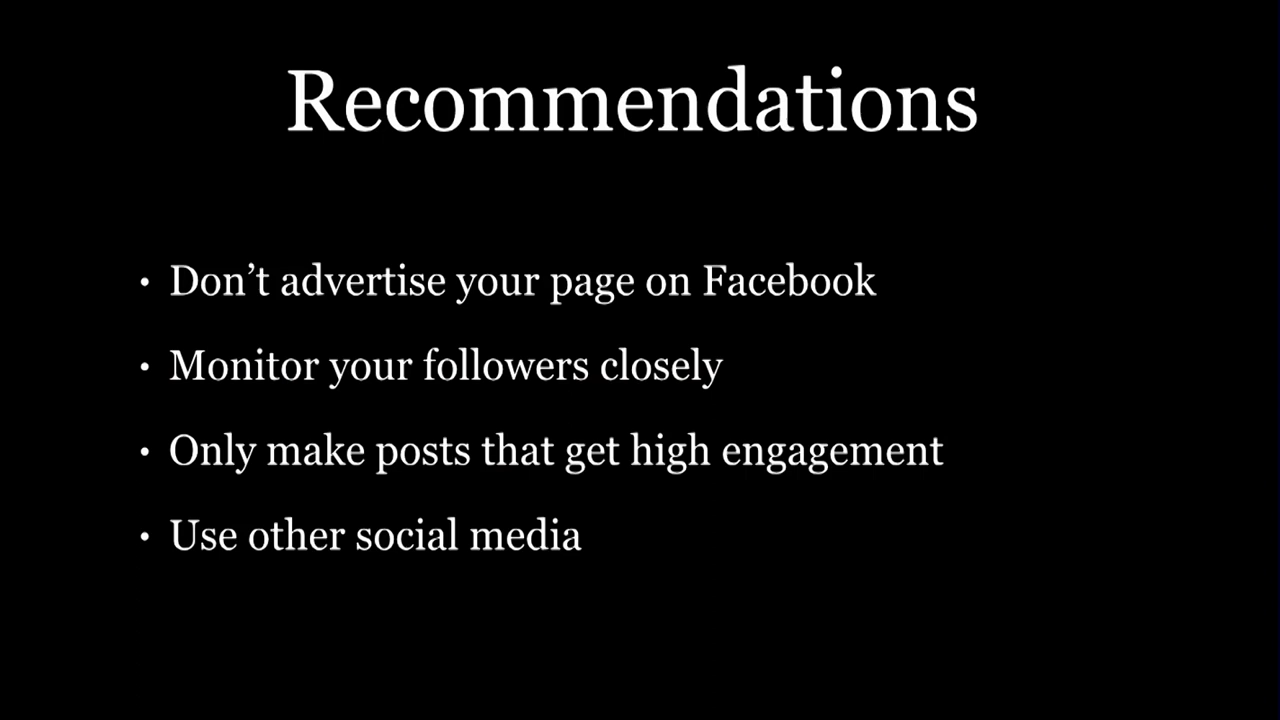 Recommendations
• Don’t advertise your page on Facebook
• Monitor your followers closely
• Only make posts that get high engagement
• Use other social media